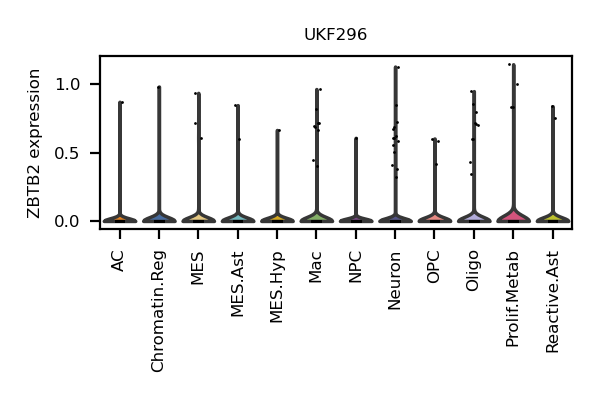 UKF296
ZBTB2 expression
1.0
0.5
0.0
AC
Chromatin.Reg
MES
MES.Ast
MES.Hyp
Mac
NPC
Neuron
OPC
Oligo
Prolif.Metab
Reactive.Ast